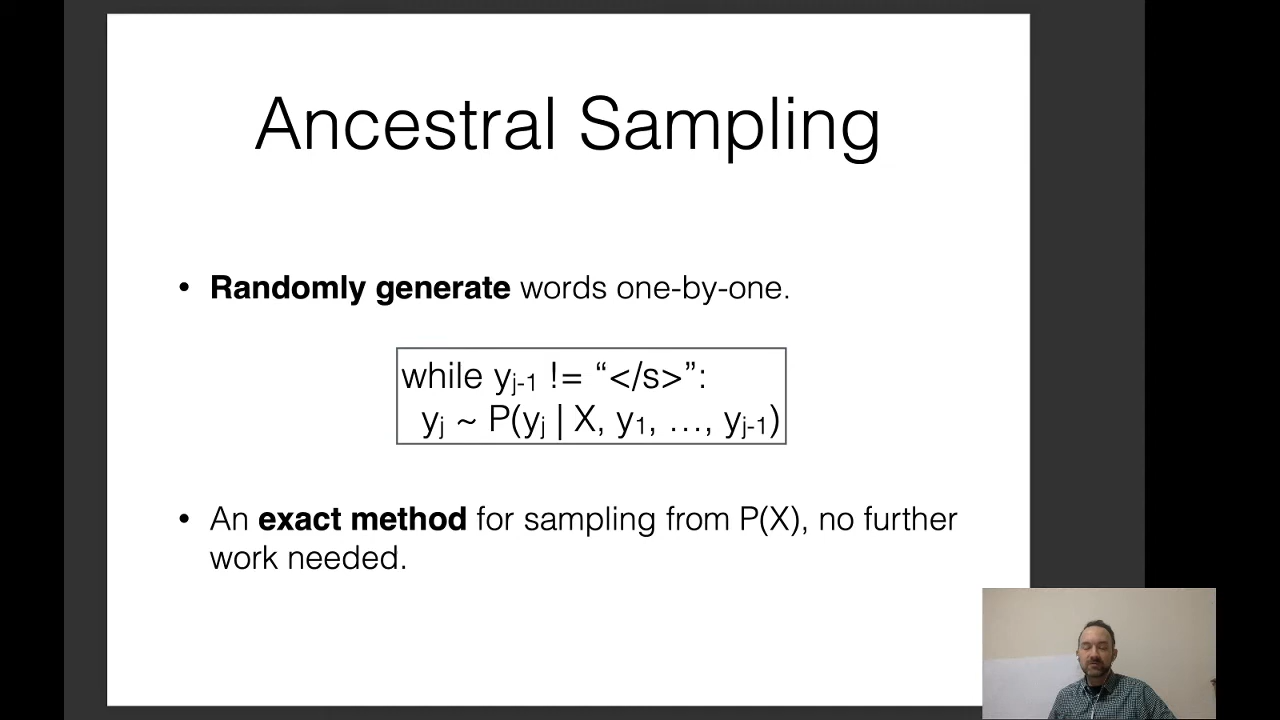 Ancestral Sampling
• Randomly generate words one-by-one.
while yj-1 != “</s>”:
yj ~ P(yj | X, y1, …, yj-1)
• An exact method for sampling from P(X), no further
work needed.